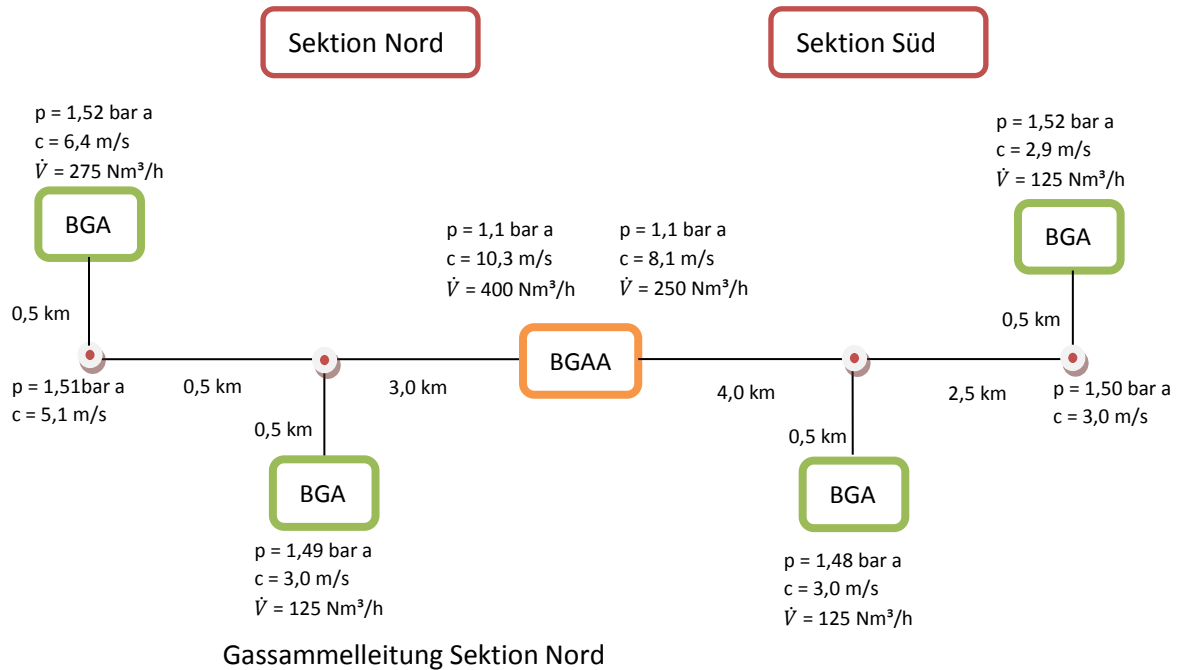 Sektion Nord
Sektion Süd
p = 1,52 bar a
c = 6,4 m/s
V̇ = 275 Nm³/h
BGA
0,5 km
p = 1,51bar a
c = 5,1 m/s
0,5 km
0,5 km
BGA
p = 1,49 bar a
c = 3,0 m/s
V̇ = 125 Nm³/h
3,0 km
p = 1,1 bar a
c = 10,3 m/s
V̇ = 400 Nm³/h
BGAA
p = 1,1 bar a
c = 8,1 m/s
V̇ = 250 Nm³/h
4,0 km
0,5 km
BGA
p = 1,48 bar a
c = 3,0 m/s
V̇ = 125 Nm³/h
2,5 km
p = 1,52 bar a
c = 2,9 m/s
V̇ = 125 Nm³/h
BGA
0,5 km
p = 1,50 bar a
c = 3,0 m/s
Gassammelleitung Sektion Nord